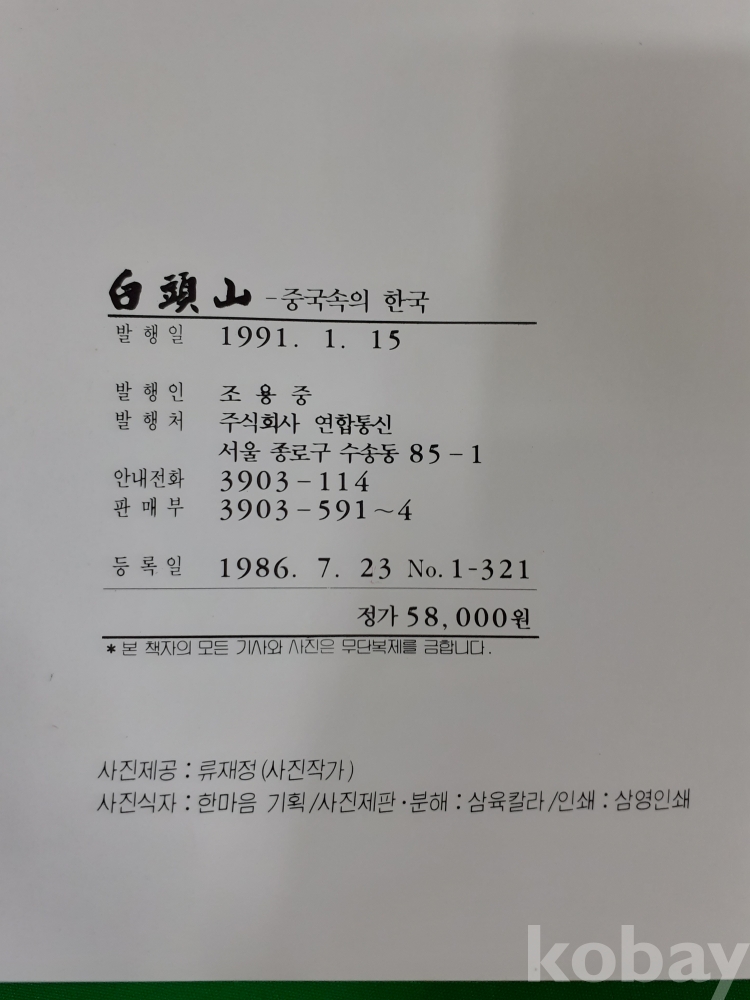 白頭山 -중국속의 한국
발행일 1991. 1. 15
발행인 조 용 중
발행처 주식회사 연합통신
서울 종로구 수송동 85-1
안내전화 3903-114
판매부 3903-591~4
등록일 1986. 7. 23 No. 1-321
정가 58,000원
* 본 책자의 모든 기사와 사진은 무단복제를 금합니다.
사진제공 : 류재정(사진작가)
사진식자 : 한마음 기획/사진제판·분해 : 삼육칼라/인쇄 : 삼영인쇄
kobay